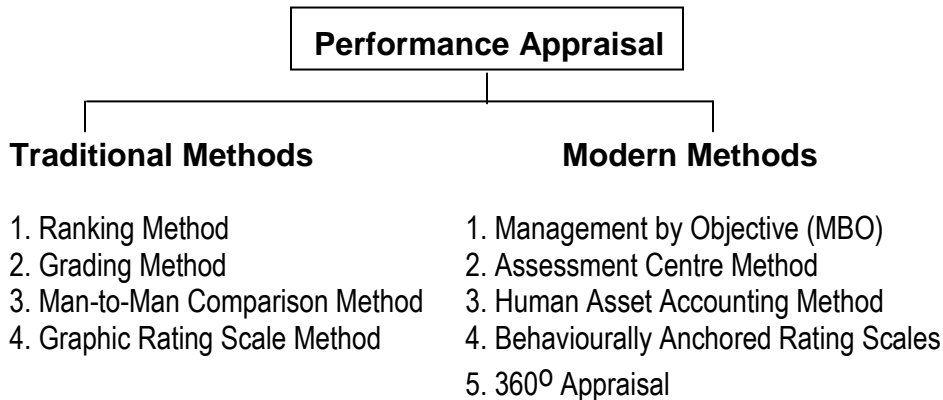 Performance Appraisal
Traditional Methods
1. Ranking Method
2. Grading Method
3. Man-to-Man Comparison Method
4. Graphic Rating Scale Method
Modern Methods
1. Management by Objective (MBO)
2. Assessment Centre Method
3. Human Asset Accounting Method
4. Behaviourally Anchored Rating Scales
5. 360⁰ Appraisal